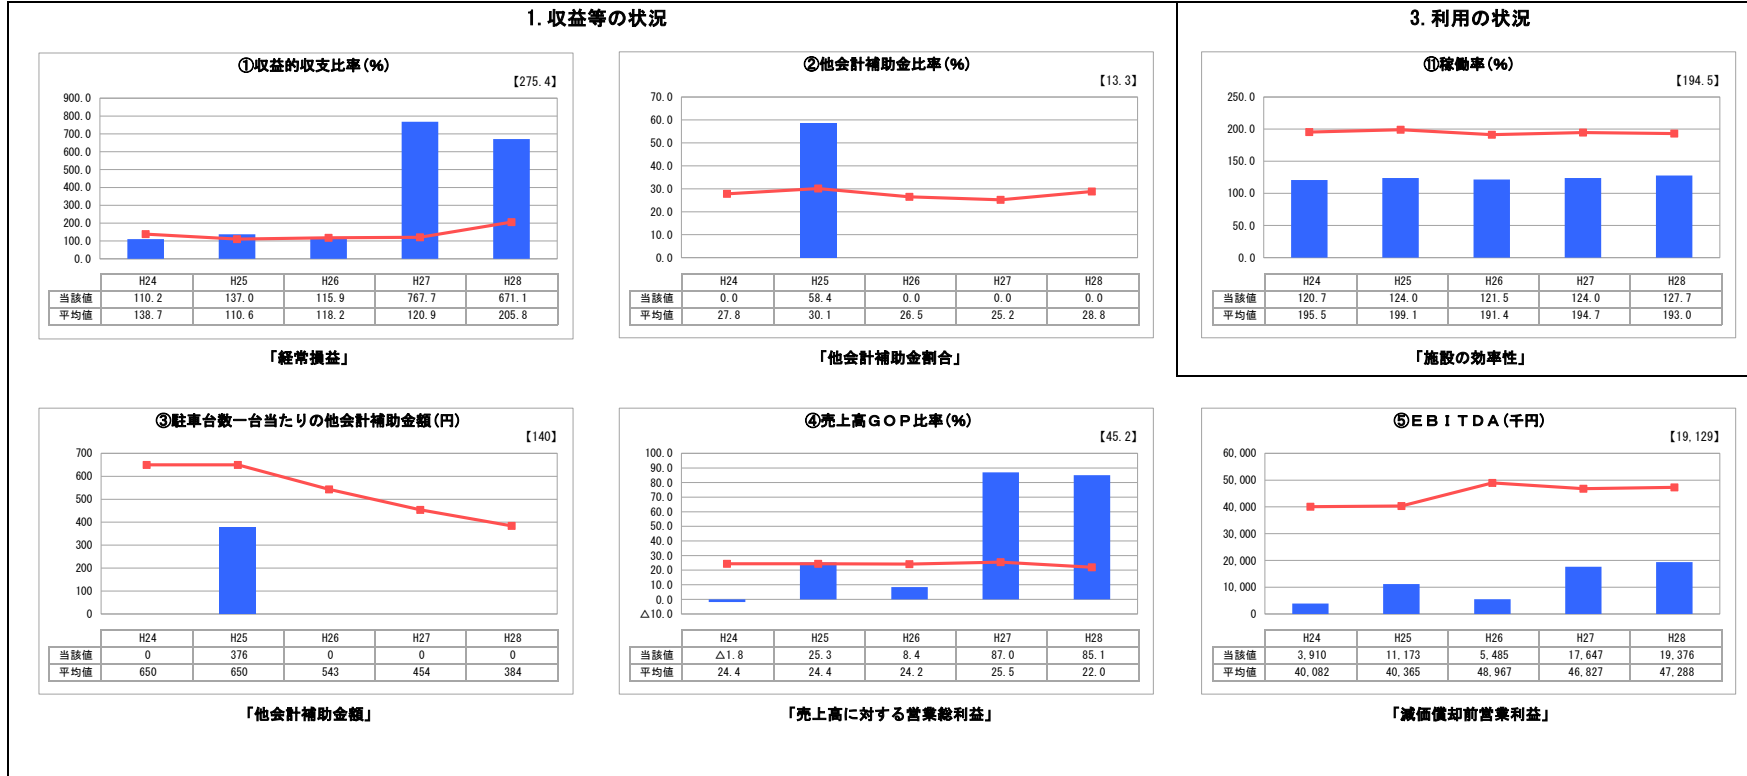 1. 収益等の状況
①収益的収支比率(%)
【275.4】
900.0
800.0
700.0
600.0
500.0
400.0
300.0
200.0
100.0
0.0
H24 H25 H26 H27 H28
当該値 110.2 137.0 115.9 767.7 671.1
平均値 138.7 110.6 118.2 120.9 205.8
「経常損益」
②他会計補助金比率(%)
【13.3】
70.0
60.0
50.0
40.0
30.0
20.0
10.0
0.0
H24 H25 H26 H27 H28
当該値 0.0 58.4 0.0 0.0 0.0
平均値 27.8 30.1 26.5 25.2 28.8
「他会計補助金割合」
3. 利用の状況
⑪稼働率(%)
【194.5】
250.0
200.0
150.0
100.0
50.0
0.0
H24 H25 H26 H27 H28
当該値 120.7 124.0 121.5 124.0 127.7
平均値 195.5 199.1 191.4 194.7 193.0
「施設の効率性」
③駐車台数一台当たりの他会計補助金額(円)
【140】
700
600
500
400
300
200
100
0
H24 H25 H26 H27 H28
当該値 0 376 0 0 0
平均値 650 650 543 454 384
「他会計補助金額」
④売上高GOP比率(%)
【45.2】
100.0
90.0
80.0
70.0
60.0
50.0
40.0
30.0
20.0
10.0
0.0
△10.0
H24 H25 H26 H27 H28
当該値 △1.8 25.3 8.4 87.0 85.1
平均値 24.4 24.4 24.2 25.5 22.0
「売上高に対する営業総利益」
⑤EBITDA(千円)
【19,129】
60,000
50,000
40,000
30,000
20,000
10,000
0
H24 H25 H26 H27 H28
当該値 3,910 11,173 5,485 17,647 19,376
平均値 40,082 40,365 48,967 46,827 47,288
「減価償却前営業利益」